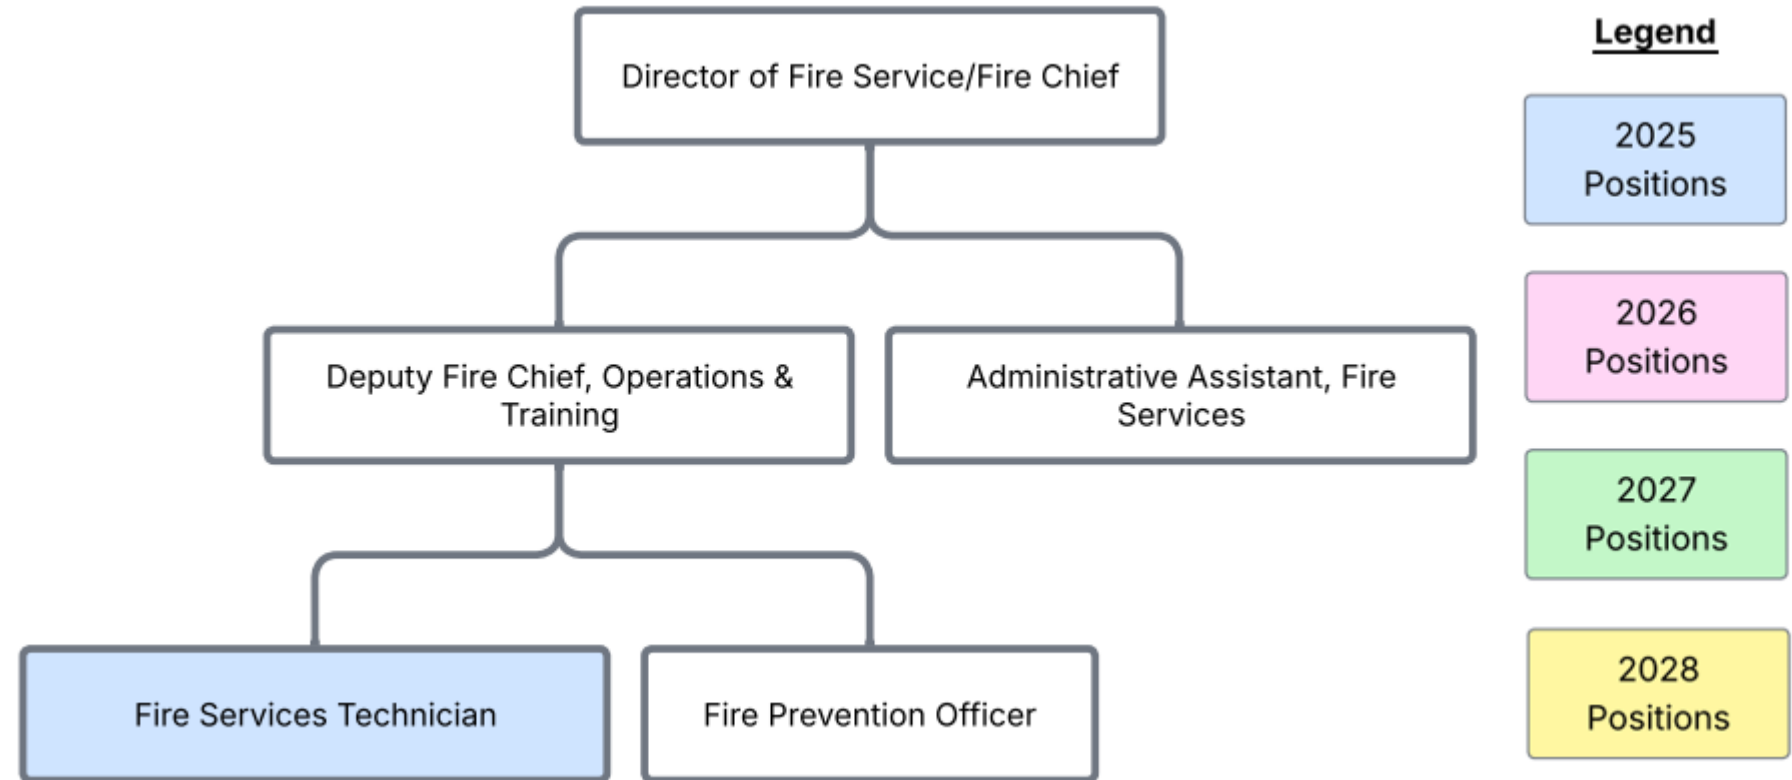 Director of Fire Service/Fire Chief
Deputy Fire Chief, Operations &
Training
Administrative Assistant, Fire
Services
Fire Services Technician
Fire Prevention Officer
Legend
2025
Positions
2026
Positions
2027
Positions
2028
Positions